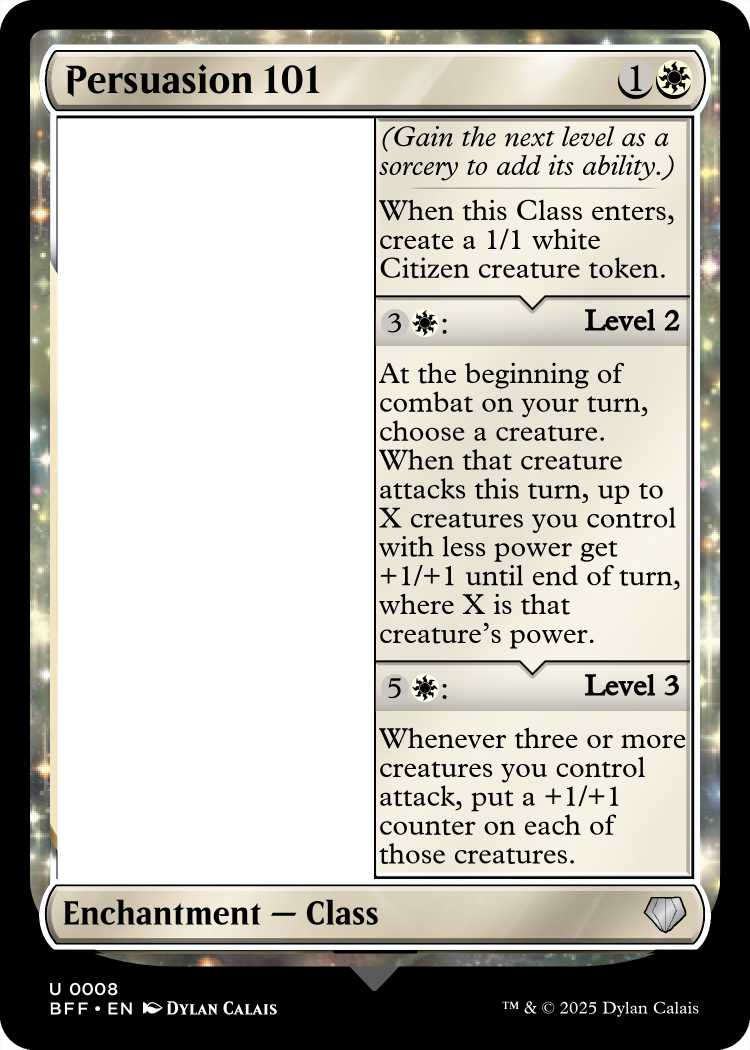 Persuasion 101
1
(Gain the next level as a
sorcery to add its ability.)
When this Class enters,
create a 1/1 white
Citizen creature token.
3 : Level 2
At the beginning of
combat on your turn,
choose a creature.
When that creature
attacks this turn, up to
X creatures you control
with less power get
+1/+1 until end of turn,
where X is that
creature's power.
5 : Level 3
Whenever three or more
creatures you control
attack, put a +1/+1
counter on each of
those creatures.
Enchantment — Class
U 0008
BFF • EN Dylan Calais
™ & © 2025 Dylan Calais